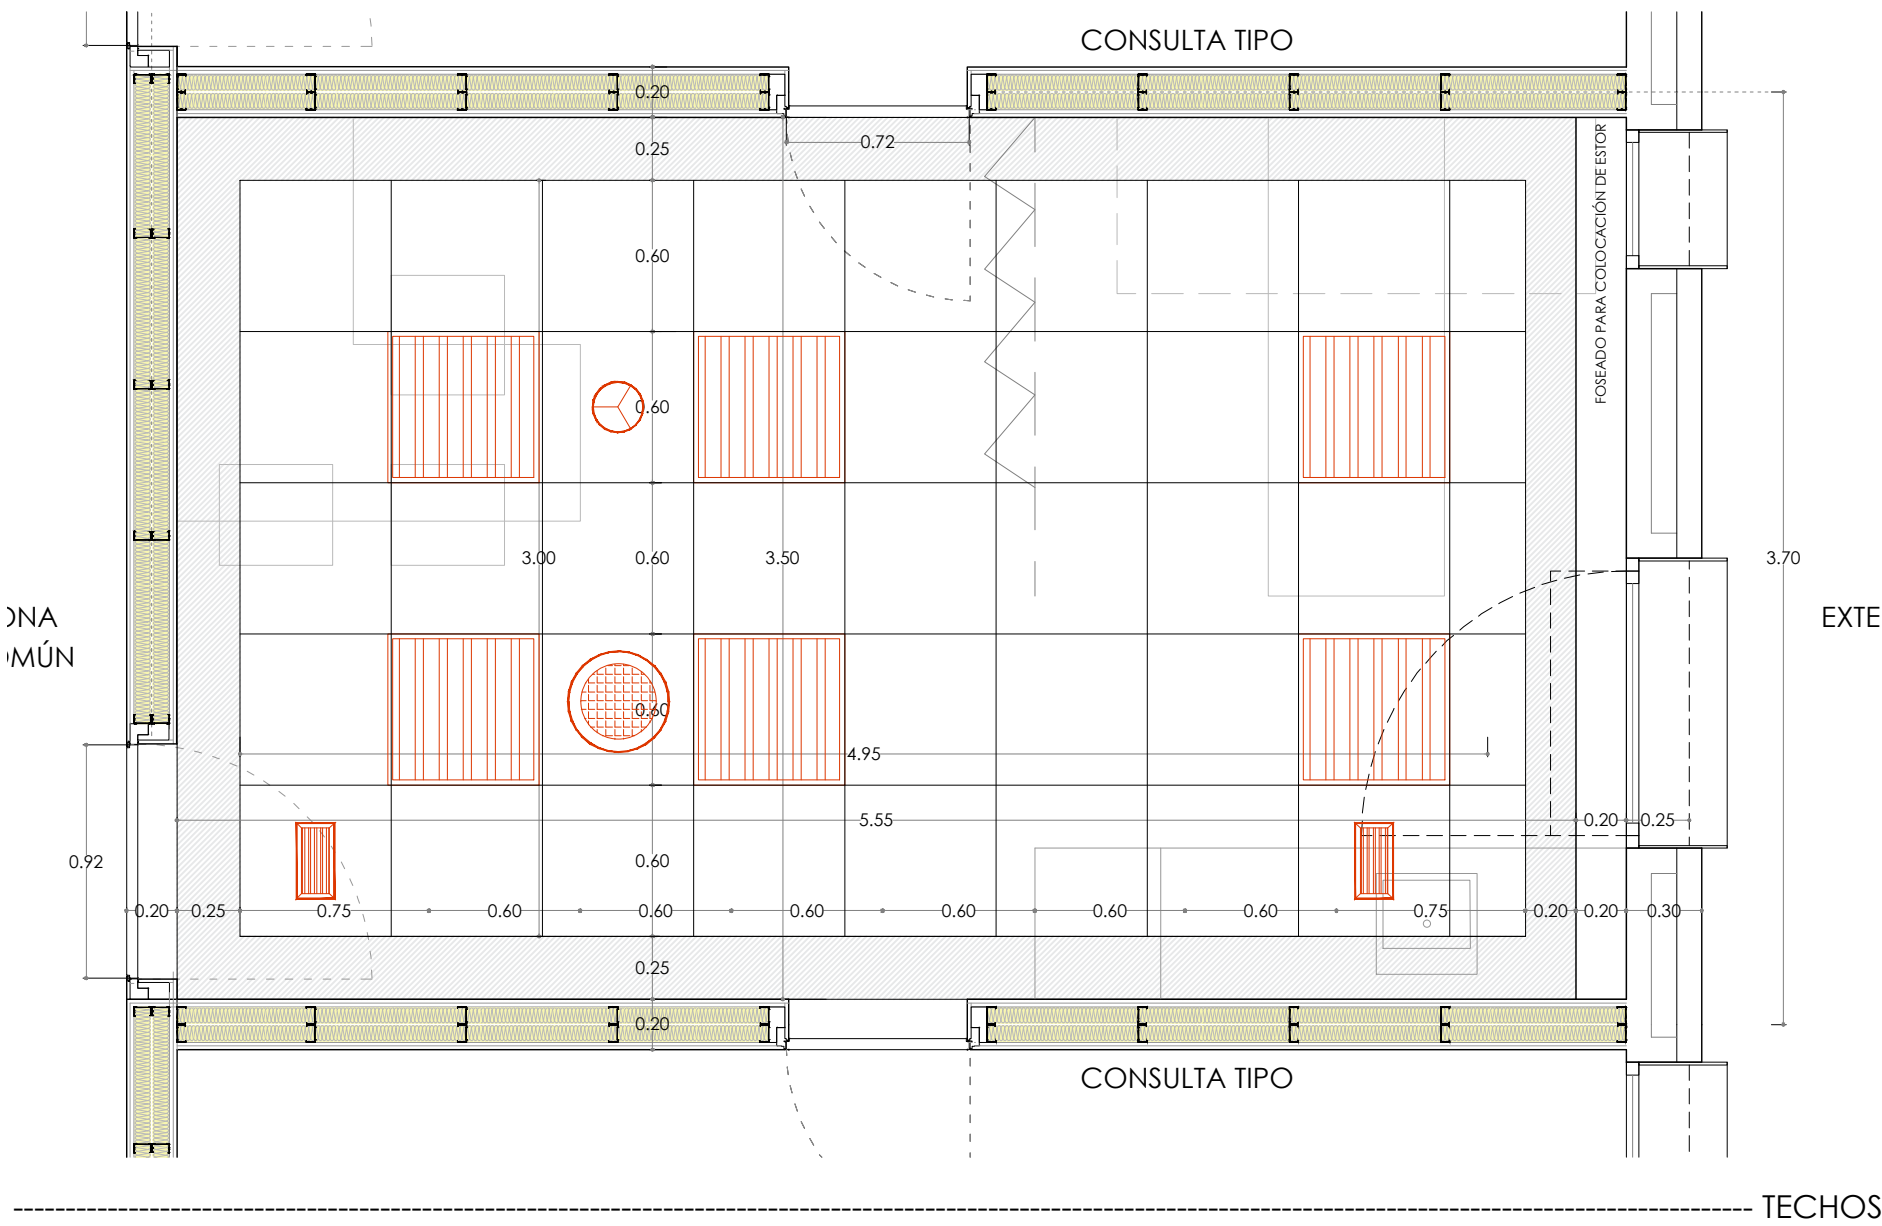 CONSULTA TIPO
0.20
0.72
0.25
FOSEADO PARA COLOCACIÓN DE ESTOR
0.60
0.60
3.00 0.60 3.50 3.70
ONA
OMÚN
EXTE
0.60
4.95
5.55 0.20 0.25
0.92 0.60
0.20 0.25 0.75 0.60 0.60 0.60 0.60 0.60 0.60 0.75 0.20 0.20 0.30
0.25
0.20
CONSULTA TIPO
TECHOS